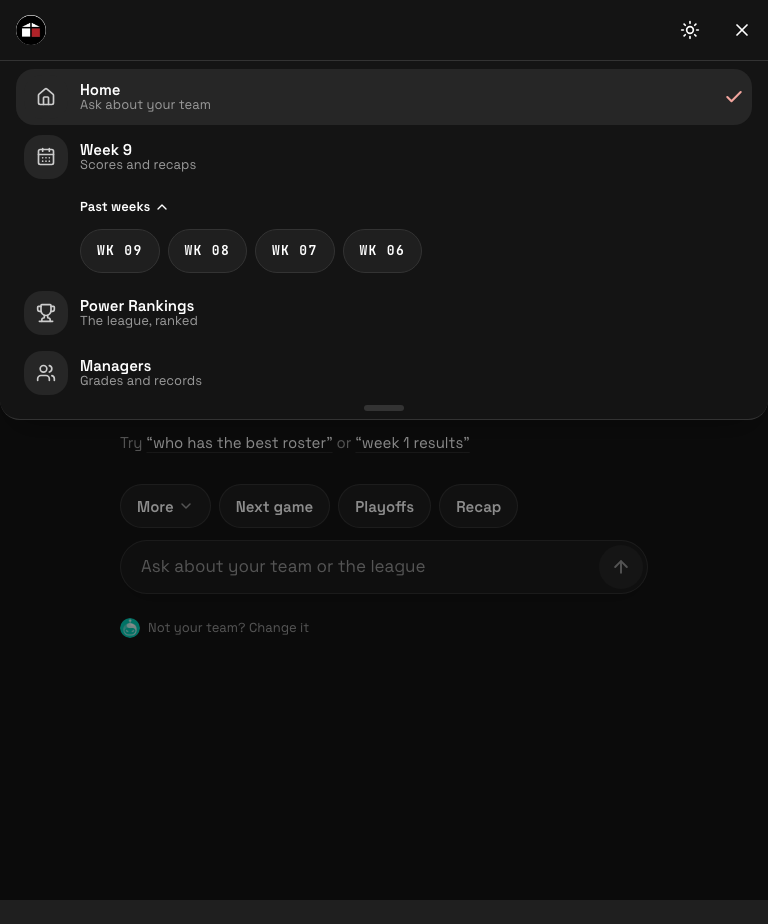 Home
Ask about your team
Week 9
Scores and recaps
Past weeks
WK 09 WK 08 WK 07 WK 06
Power Rankings
The league, ranked
Managers
Grades and records
Try “who has the best roster” or “week 1 results”
More Next game Playoffs Recap
Ask about your team or the league
Not your team? Change it